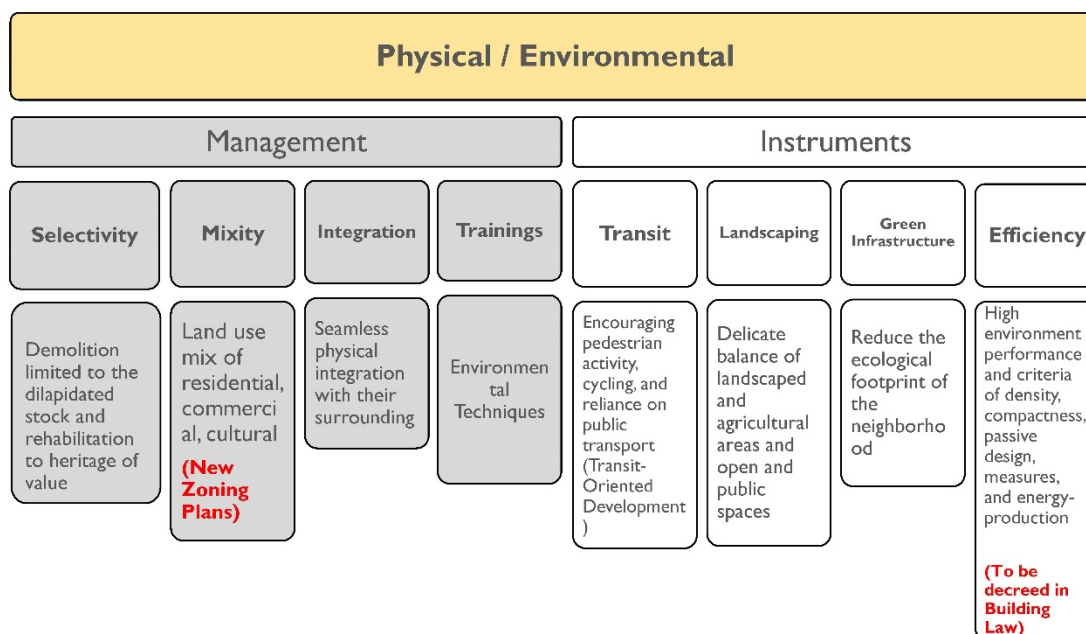 Physical / Environmental
Management
Instruments
Selectivity
Mixity
Integration
Trainings
Transit
Landscaping
Green
Infrastructure
Efficiency
Demolition
limited to the
dilapidated
stock and
rehabilitation
to heritage of
value
Land use
mix of
residential,
commerci
al, cultural
(New
Zoning
Plans)
Seamless
physical
integration
with their
surrounding
Environmen
tal
Techniques
Encouraging
pedestrian
activity,
cycling, and
reliance on
public
transport
(Transit-
Oriented
Development
)
Delicate
balance of
landscaped
and
agricultural
areas and
open and
public
spaces
Reduce the
ecological
footprint of
the
neighborho
od
High
environment
performance
and criteria
of density,
compactness,
passive
design,
measures,
and energy-
production
(To be
decreed in
Building
Law)